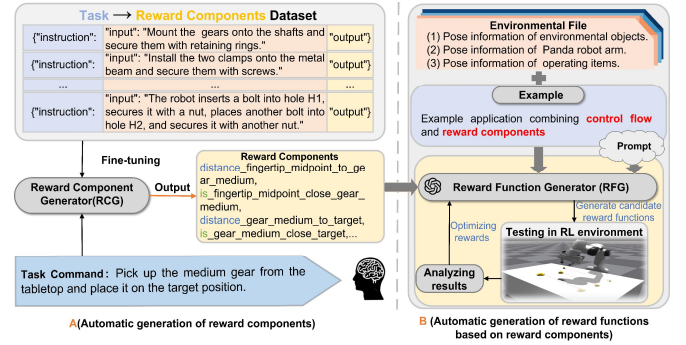 Task → Reward Components Dataset
{"instruction": "input": "Mount the gears onto the shafts and secure them with retaining rings." "output"}
{"instruction": "input": "Install the two clamps onto the metal beam and secure them with screws." "output"}
... ... ...
{"instruction": "input": "The robot inserts a bolt into hole H1, secures it with a nut, places another bolt into hole H2, and secures it with another nut." "output"}
Fine-tuning
Reward Component
Generator(RCG)
Output
Reward Components
distance_fingertip_midpoint_to_ge
ar_medium,
is_fingertip_midpoint_close_gear_
medium,
distance_gear_medium_to_target,
is_gear_medium_close_target,...
Task Command: Pick up the medium gear from the
tabletop and place it on the target position.
A(Automatic generation of reward components)
Environmental File
(1) Pose information of environmental objects.
(2) Pose information of Panda robot arm.
(3) Pose information of operating items.
Example
Example application combining control flow
and reward components
Prompt
Reward Function Generator (RFG)
Optimizing
rewards
Generate candidate
reward functions
Testing in RL environment
Analyzing
results
B (Automatic generation of reward functions
based on reward components)